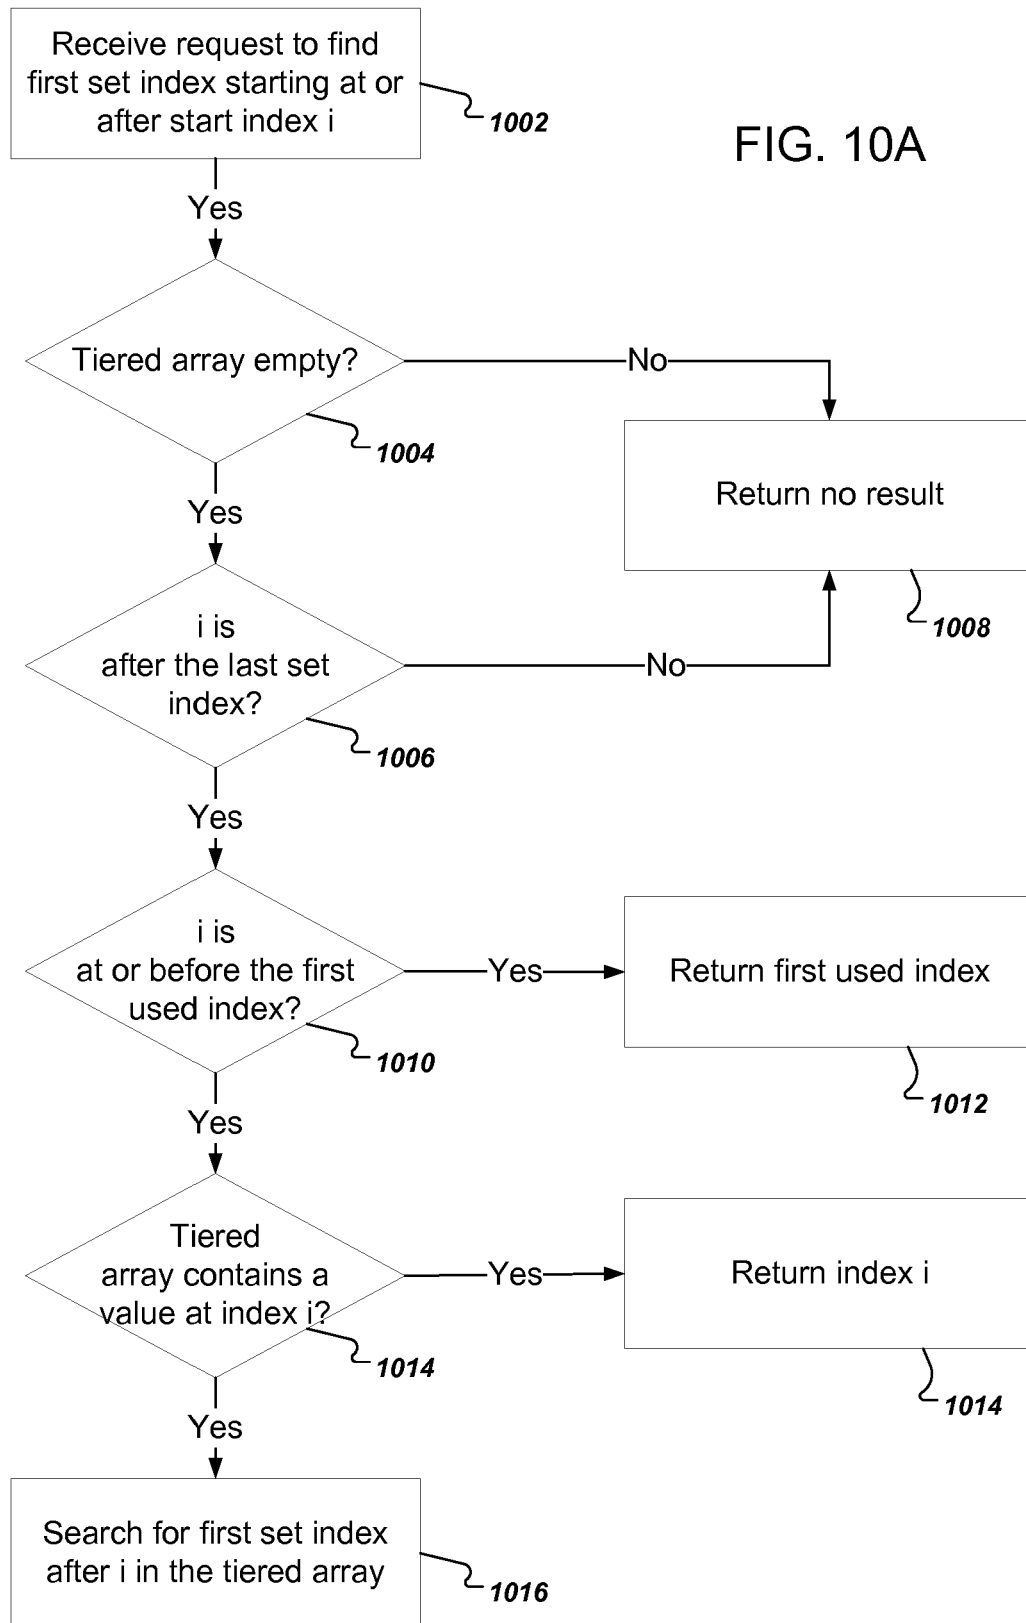 Receive request to find
first set index starting at or
after start index i
1002
FIG. 10A
Yes
Tiered array empty?
No
1004
Return no result
1008
Yes
i is
after the last set
index?
No
1006
Yes
i is
at or before the first
used index?
Yes
Return first used index
1010
1012
Yes
Tiered
array contains a
value at index i?
Yes
Return index i
1014
1014
Yes
Search for first set index
after i in the tiered array
1016